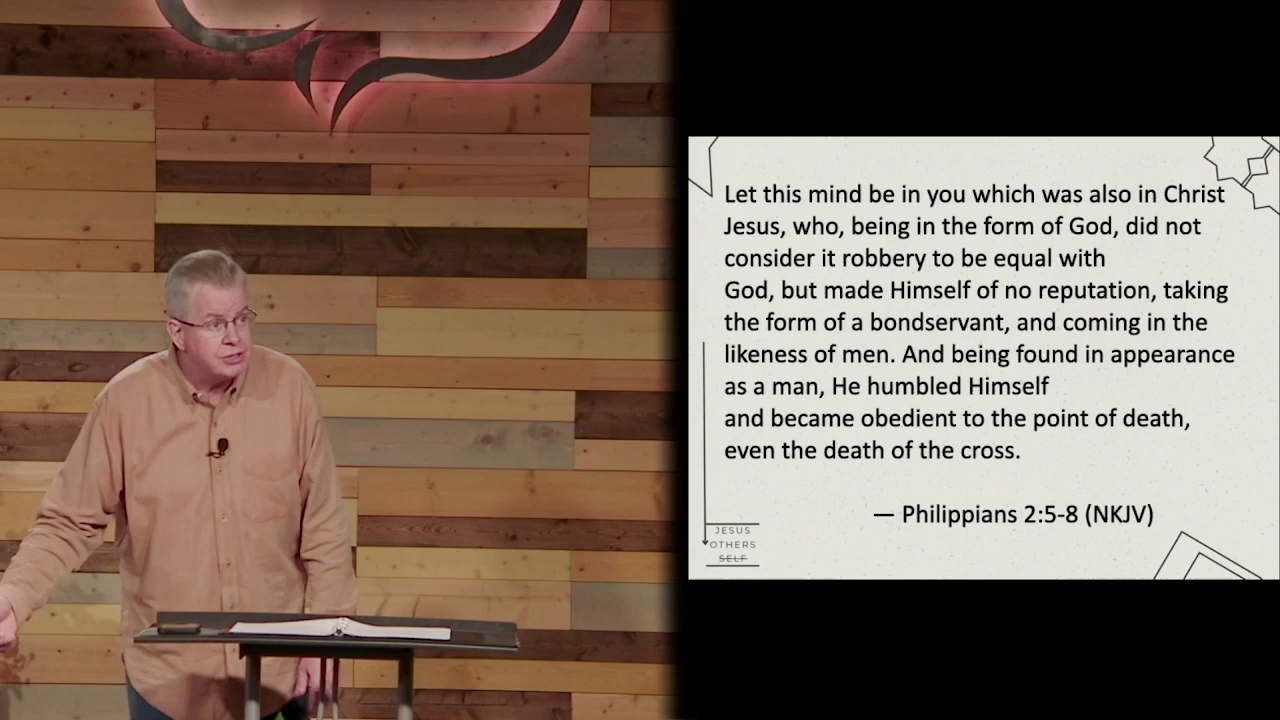 Let this mind be in you which was also in Christ
Jesus, who, being in the form of God, did not
consider it robbery to be equal with
God, but made Himself of no reputation, taking
the form of a bondservant, and coming in the
likeness of men. And being found in appearance
as a man, He humbled Himself
and became obedient to the point of death,
even the death of the cross.
— Philippians 2:5-8 (NKJV)
JESUS
OTHERS
SELF